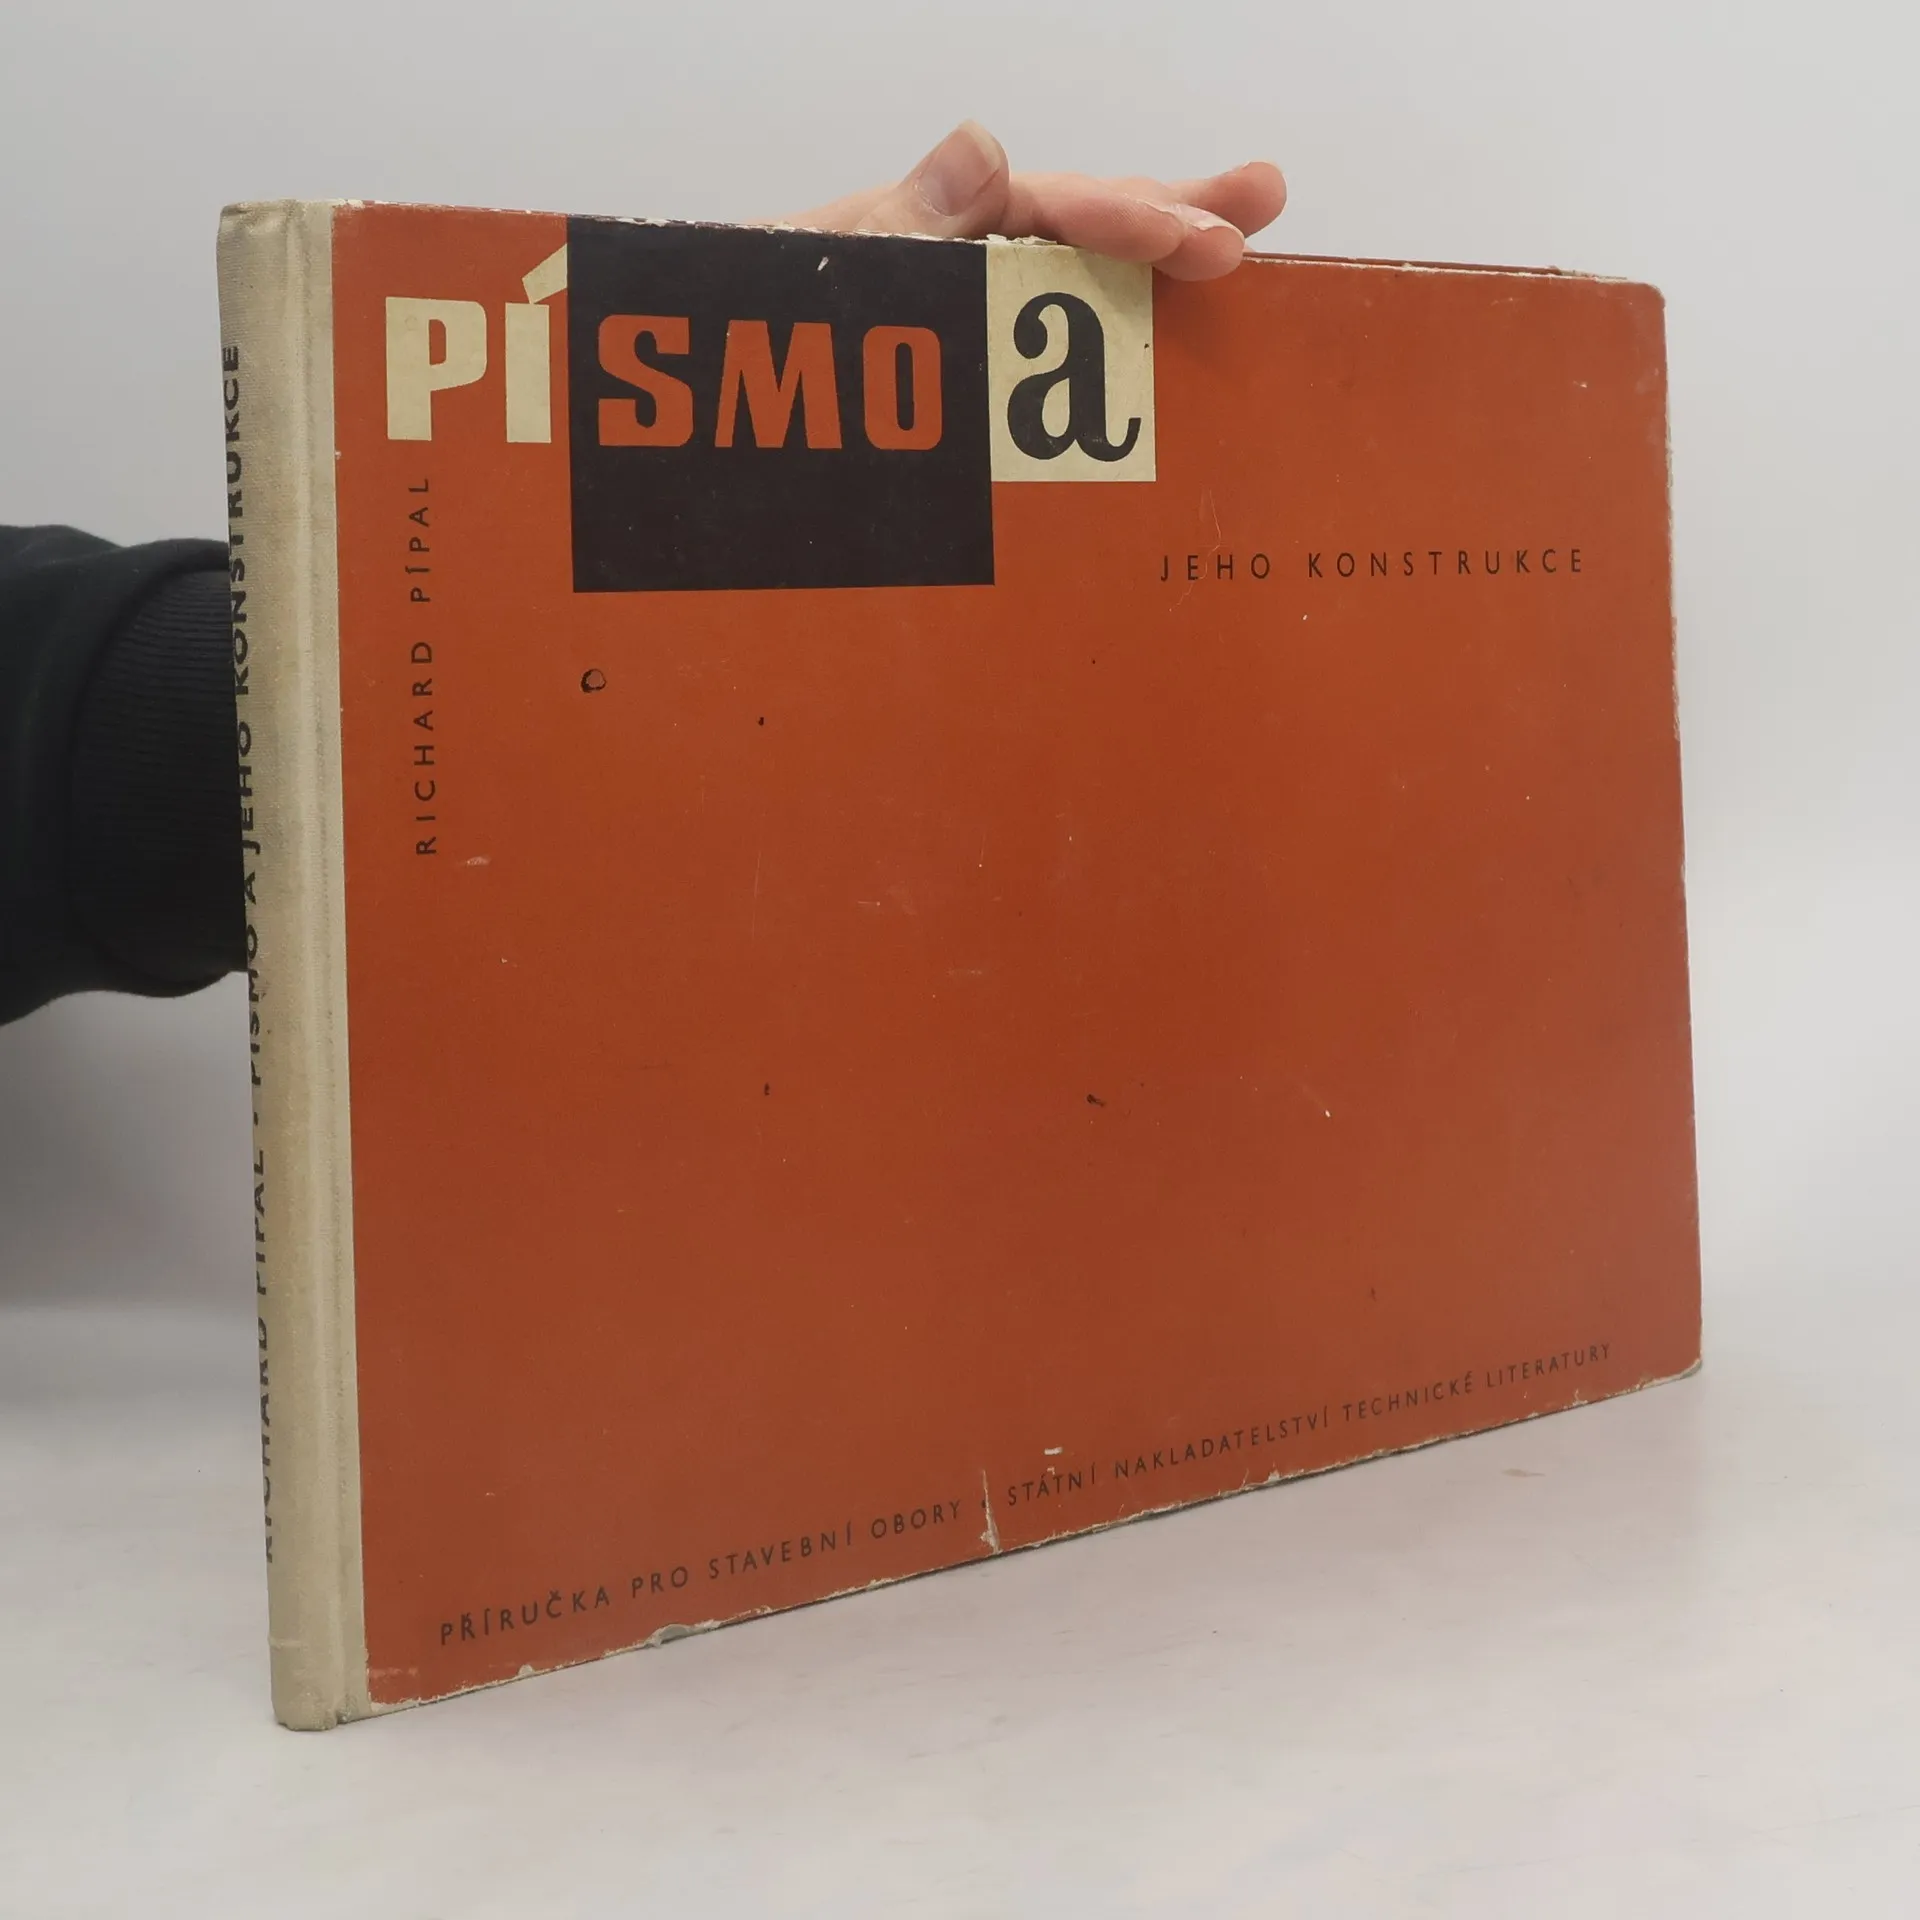 PÍSMO a
JEHO KONSTRUKCE
RICHARD PÍPAL
PŘÍRUČKA PRO STAVEBNÍ OBORY • STÁTNÍ NAKLADATELSTVÍ TECHNICKÉ LITERATURY
RICHARD PÍPAL • PÍSMO A JEHO KONSTRUKCE